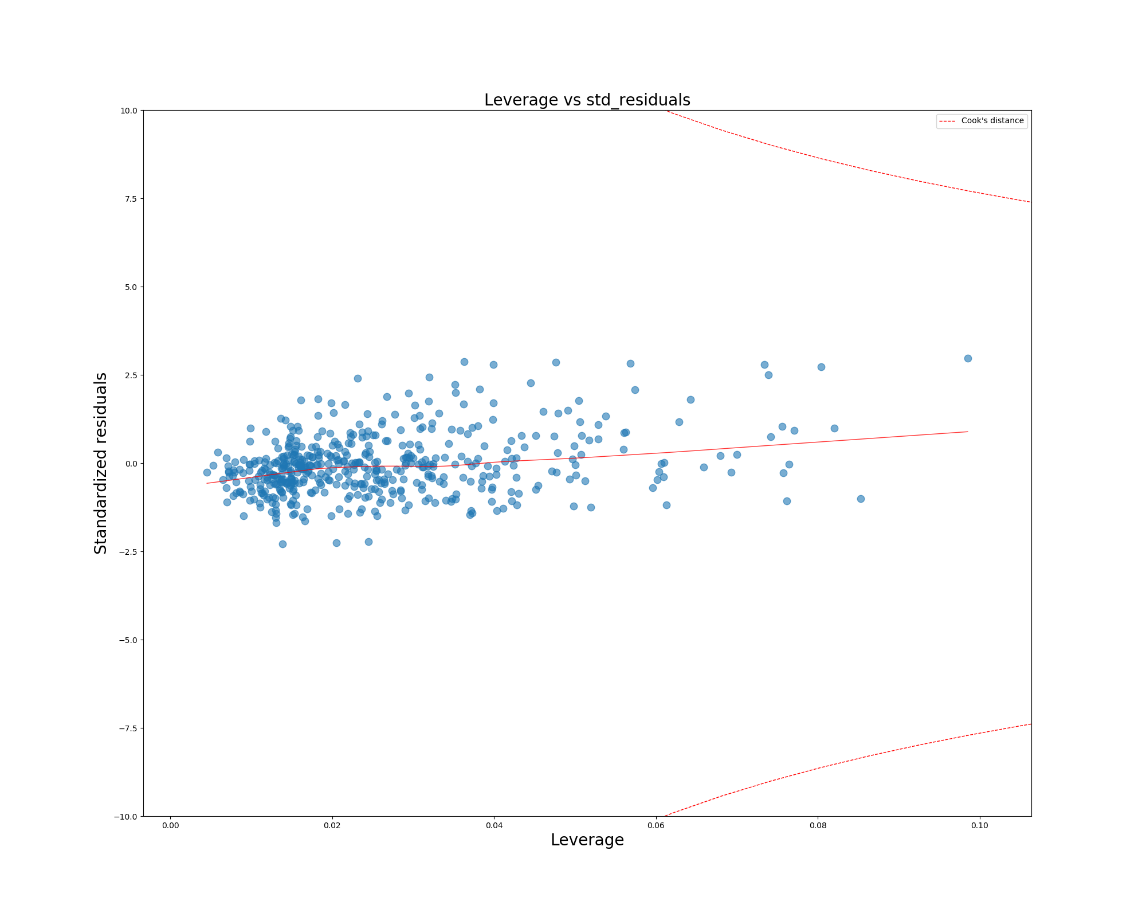 Leverage vs std_residuals
Cook's distance
10.0
7.5
5.0
2.5
0.0
−2.5
−5.0
−7.5
−10.0
Standardized residuals
0.00 0.02 0.04 0.06 0.08 0.10
Leverage